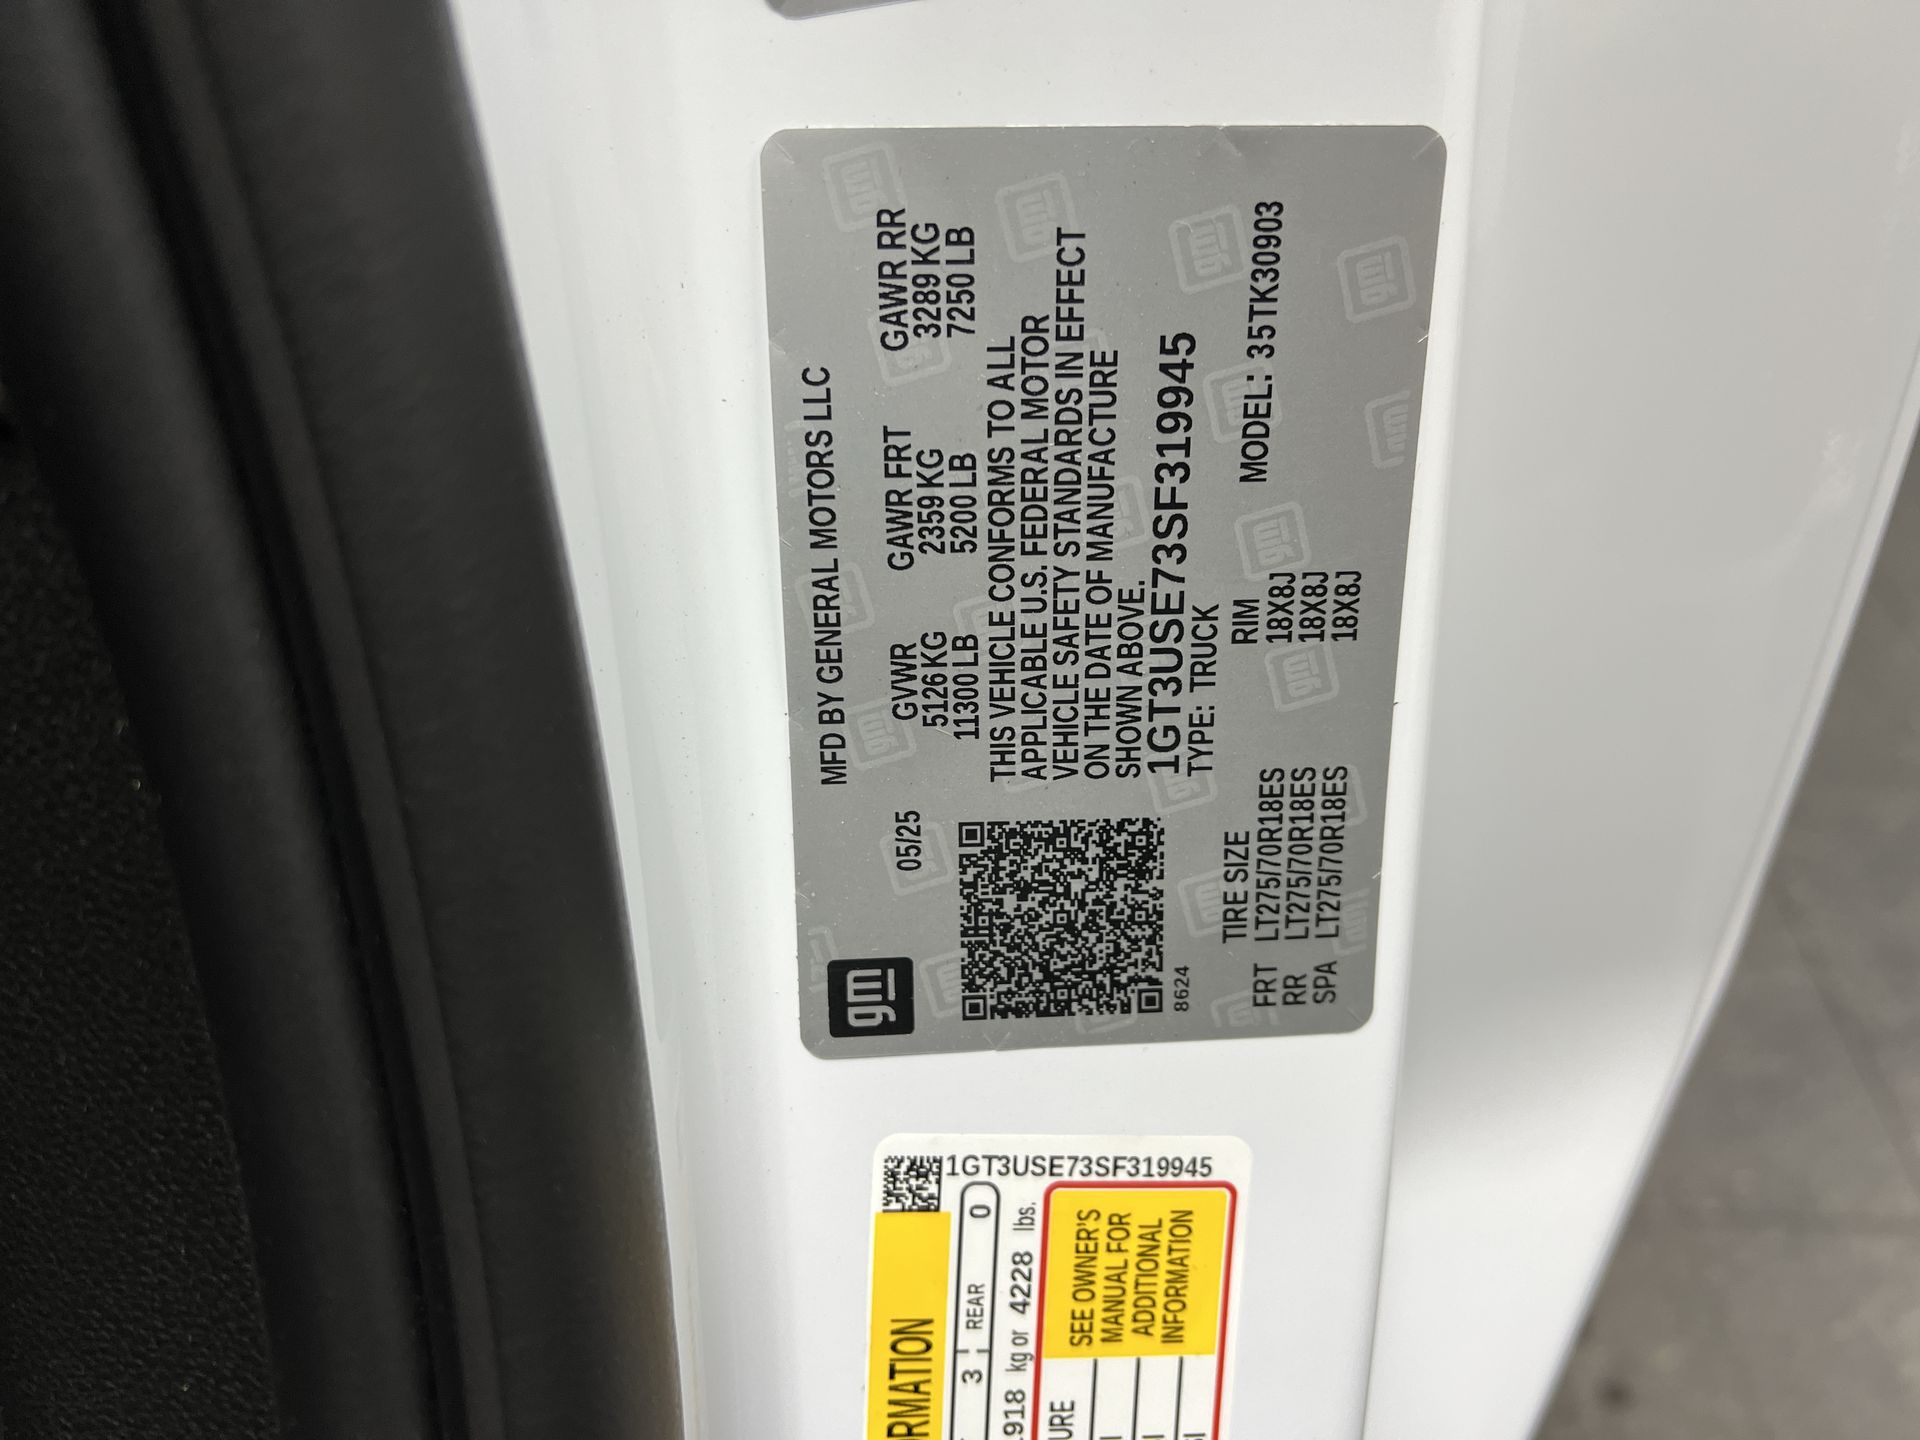 gm
MFD BY GENERAL MOTORS LLC
05/25
GVWR GAWR FRT GAWR RR
5126 KG 2359 KG 3289 KG
11300 LB 5200 LB 7250 LB
THIS VEHICLE CONFORMS TO ALL
APPLICABLE U.S. FEDERAL MOTOR
VEHICLE SAFETY STANDARDS IN EFFECT
ON THE DATE OF MANUFACTURE
SHOWN ABOVE.
1GT3USE73SF319945
8624
TYPE: TRUCK
TIRE SIZE RIM MODEL: 35TK30903
FRT LT275/70R18ES 18X8J
RR LT275/70R18ES 18X8J
SPA LT275/70R18ES 18X8J
1GT3USE73SF319945
3 REAR 0
918 kg or 4228 lbs.
SEE OWNER'S
MANUAL FOR
ADDITIONAL
INFORMATION